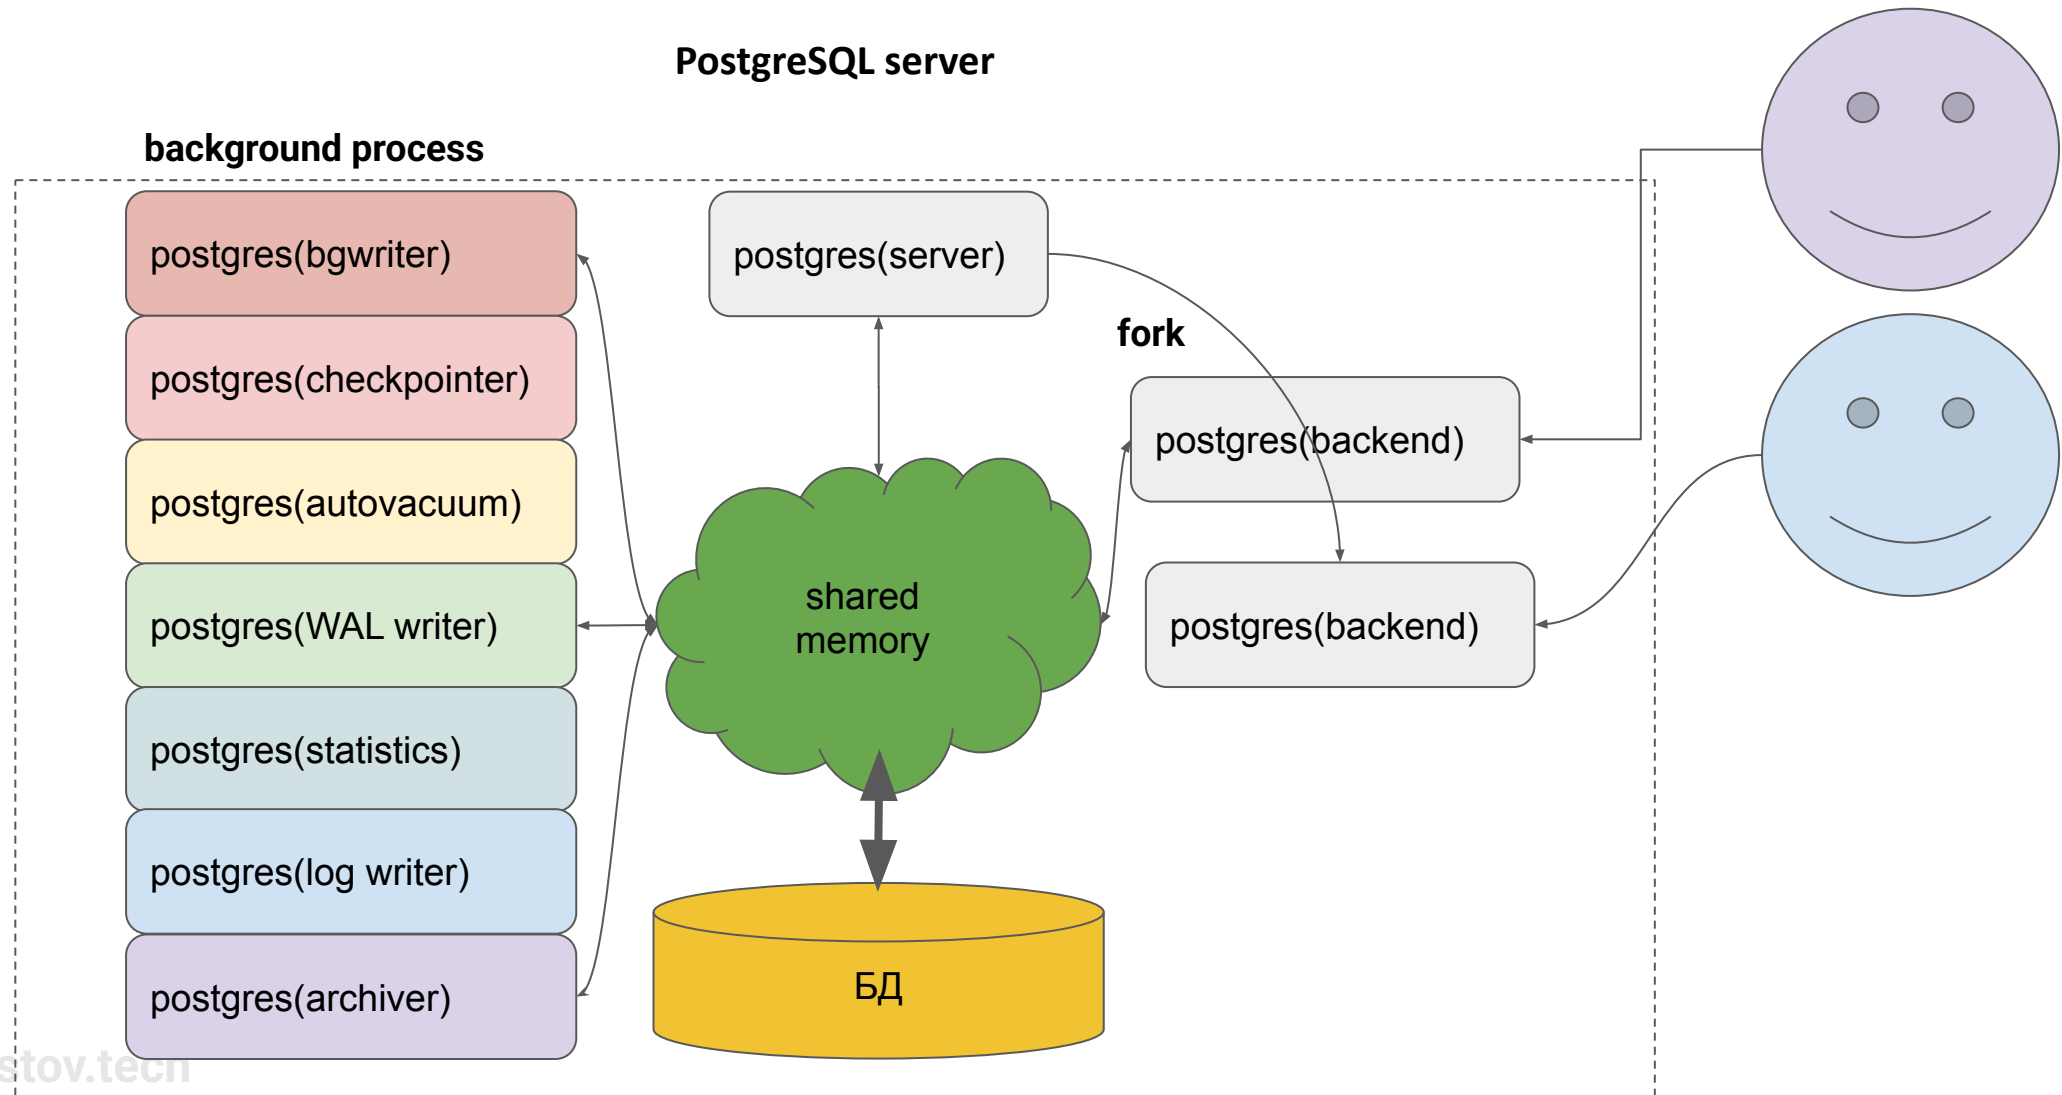 PostgreSQL server
background process
postgres(bgwriter)
postgres(checkpointer)
postgres(autovacuum)
postgres(WAL writer)
postgres(statistics)
postgres(log writer)
postgres(archiver)
postgres(server)
fork
postgres(backend)
postgres(backend)
shared
memory
БД
stov.tech